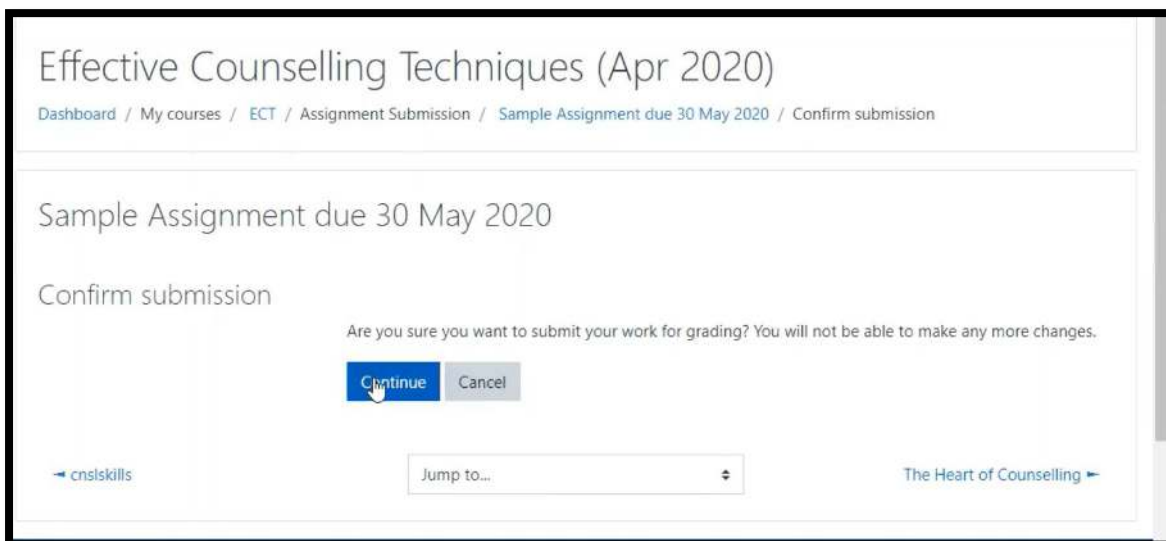 Effective Counselling Techniques (Apr 2020)
Dashboard / My courses / ECT / Assignment Submission / Sample Assignment due 30 May 2020 / Confirm submission
Sample Assignment due 30 May 2020
Confirm submission
Are you sure you want to submit your work for grading? You will not be able to make any more changes.
Continue Cancel
◄ cnslskills Jump to... The Heart of Counselling ►